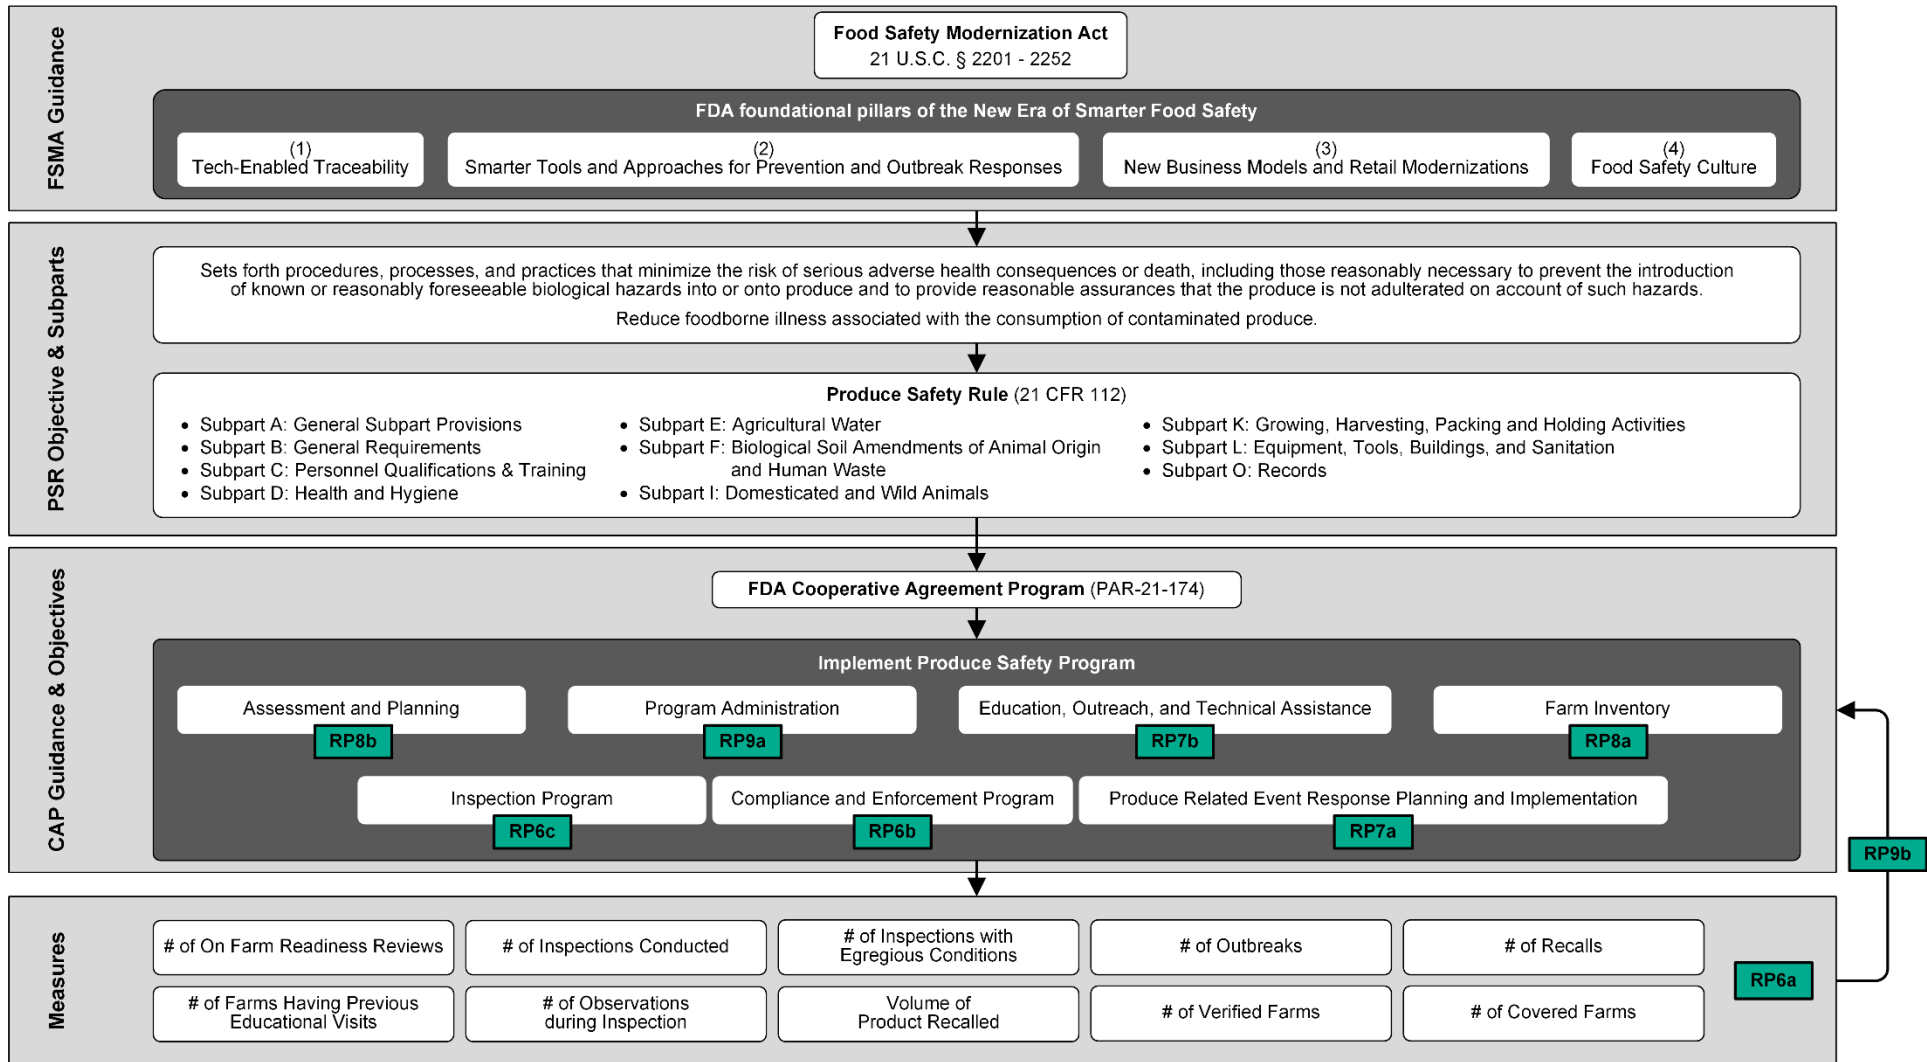 FSMA Guidance
Food Safety Modernization Act
21 U.S.C. § 2201 - 2252
FDA foundational pillars of the New Era of Smarter Food Safety
(1)
Tech-Enabled Traceability
(2)
Smarter Tools and Approaches for Prevention and Outbreak Responses
(3)
New Business Models and Retail Modernizations
(4)
Food Safety Culture
PSR Objective & Subparts
Sets forth procedures, processes, and practices that minimize the risk of serious adverse health consequences or death, including those reasonably necessary to prevent the introduction
of known or reasonably foreseeable biological hazards into or onto produce and to provide reasonable assurances that the produce is not adulterated on account of such hazards.
Reduce foodborne illness associated with the consumption of contaminated produce.
Produce Safety Rule (21 CFR 112)
• Subpart A: General Subpart Provisions
• Subpart B: General Requirements
• Subpart C: Personnel Qualifications & Training
• Subpart D: Health and Hygiene
• Subpart E: Agricultural Water
• Subpart F: Biological Soil Amendments of Animal Origin
and Human Waste
• Subpart I: Domesticated and Wild Animals
• Subpart K: Growing, Harvesting, Packing and Holding Activities
• Subpart L: Equipment, Tools, Buildings, and Sanitation
• Subpart O: Records
CAP Guidance & Objectives
FDA Cooperative Agreement Program (PAR-21-174)
Implement Produce Safety Program
Assessment and Planning
RP8b
Program Administration
RP9a
Education, Outreach, and Technical Assistance
RP7b
Farm Inventory
RP8a
Inspection Program
RP6c
Compliance and Enforcement Program
RP6b
Produce Related Event Response Planning and Implementation
RP7a
RP9b
Measures
# of On Farm Readiness Reviews
# of Inspections Conducted
# of Inspections with
Egregious Conditions
# of Outbreaks
# of Recalls
# of Farms Having Previous
Educational Visits
# of Observations
during Inspection
Volume of
Product Recalled
# of Verified Farms
# of Covered Farms
RP6a